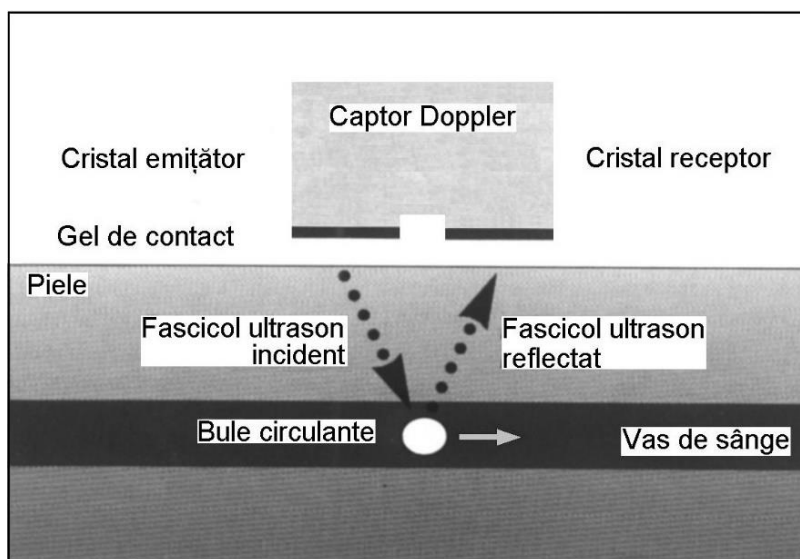 Captor Doppler
Cristal emițător
Cristal receptor
Gel de contact
Piele
Fascicol ultrason
incident
Fascicol ultrason
reflectat
Bule circulante
Vas de sânge